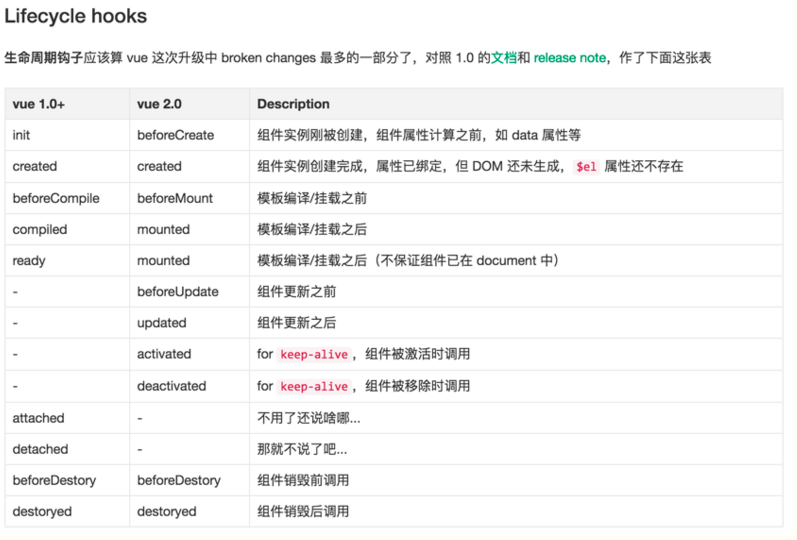 Lifecycle hooks
生命周期钩子应该算 vue 这次升级中 broken changes 最多的一部分了，对照 1.0 的文档和 release note，作了下面这张表
vue 1.0+ vue 2.0 Description
init beforeCreate 组件实例刚被创建，组件属性计算之前，如 data 属性等
created created 组件实例创建完成，属性已绑定，但 DOM 还未生成，$el 属性还不存在
beforeCompile beforeMount 模板编译/挂载之前
compiled mounted 模板编译/挂载之后
ready mounted 模板编译/挂载之后（不保证组件已在 document 中）
- beforeUpdate 组件更新之前
- updated 组件更新之后
- activated for keep-alive，组件被激活时调用
- deactivated for keep-alive，组件被移除时调用
attached - 不用了还说啥哪...
detached - 那就不说了吧...
beforeDestory beforeDestory 组件销毁前调用
destoryed destoryed 组件销毁后调用